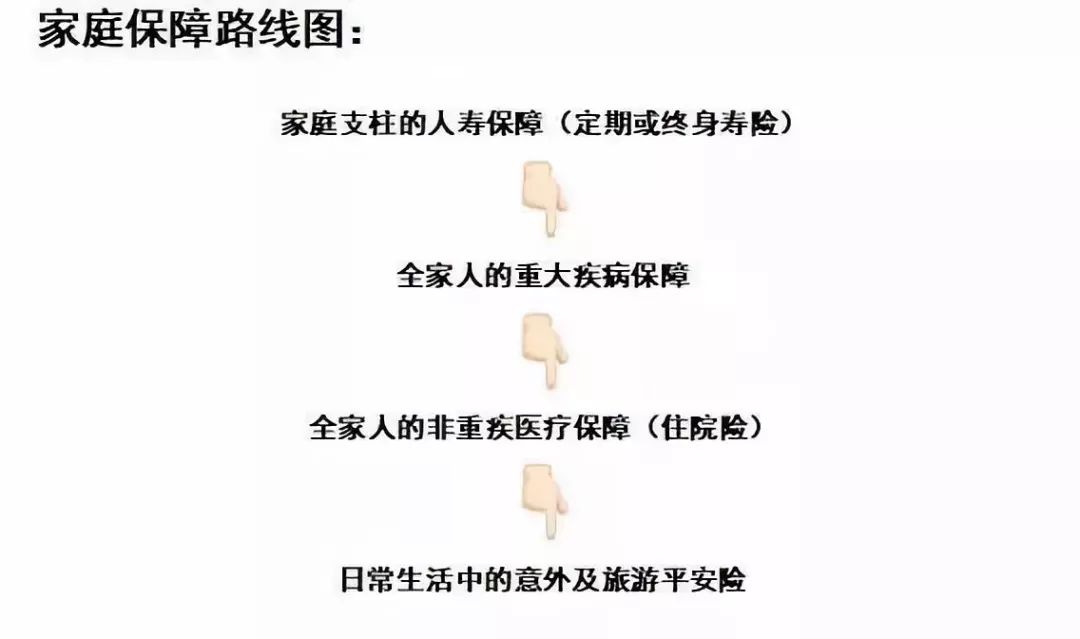 家庭保障路线图：
家庭支柱的人寿保障（定期或终身寿险）
全家人的重大疾病保障
全家人的非重疾医疗保障（住院险）
日常生活中的意外及旅游平安险